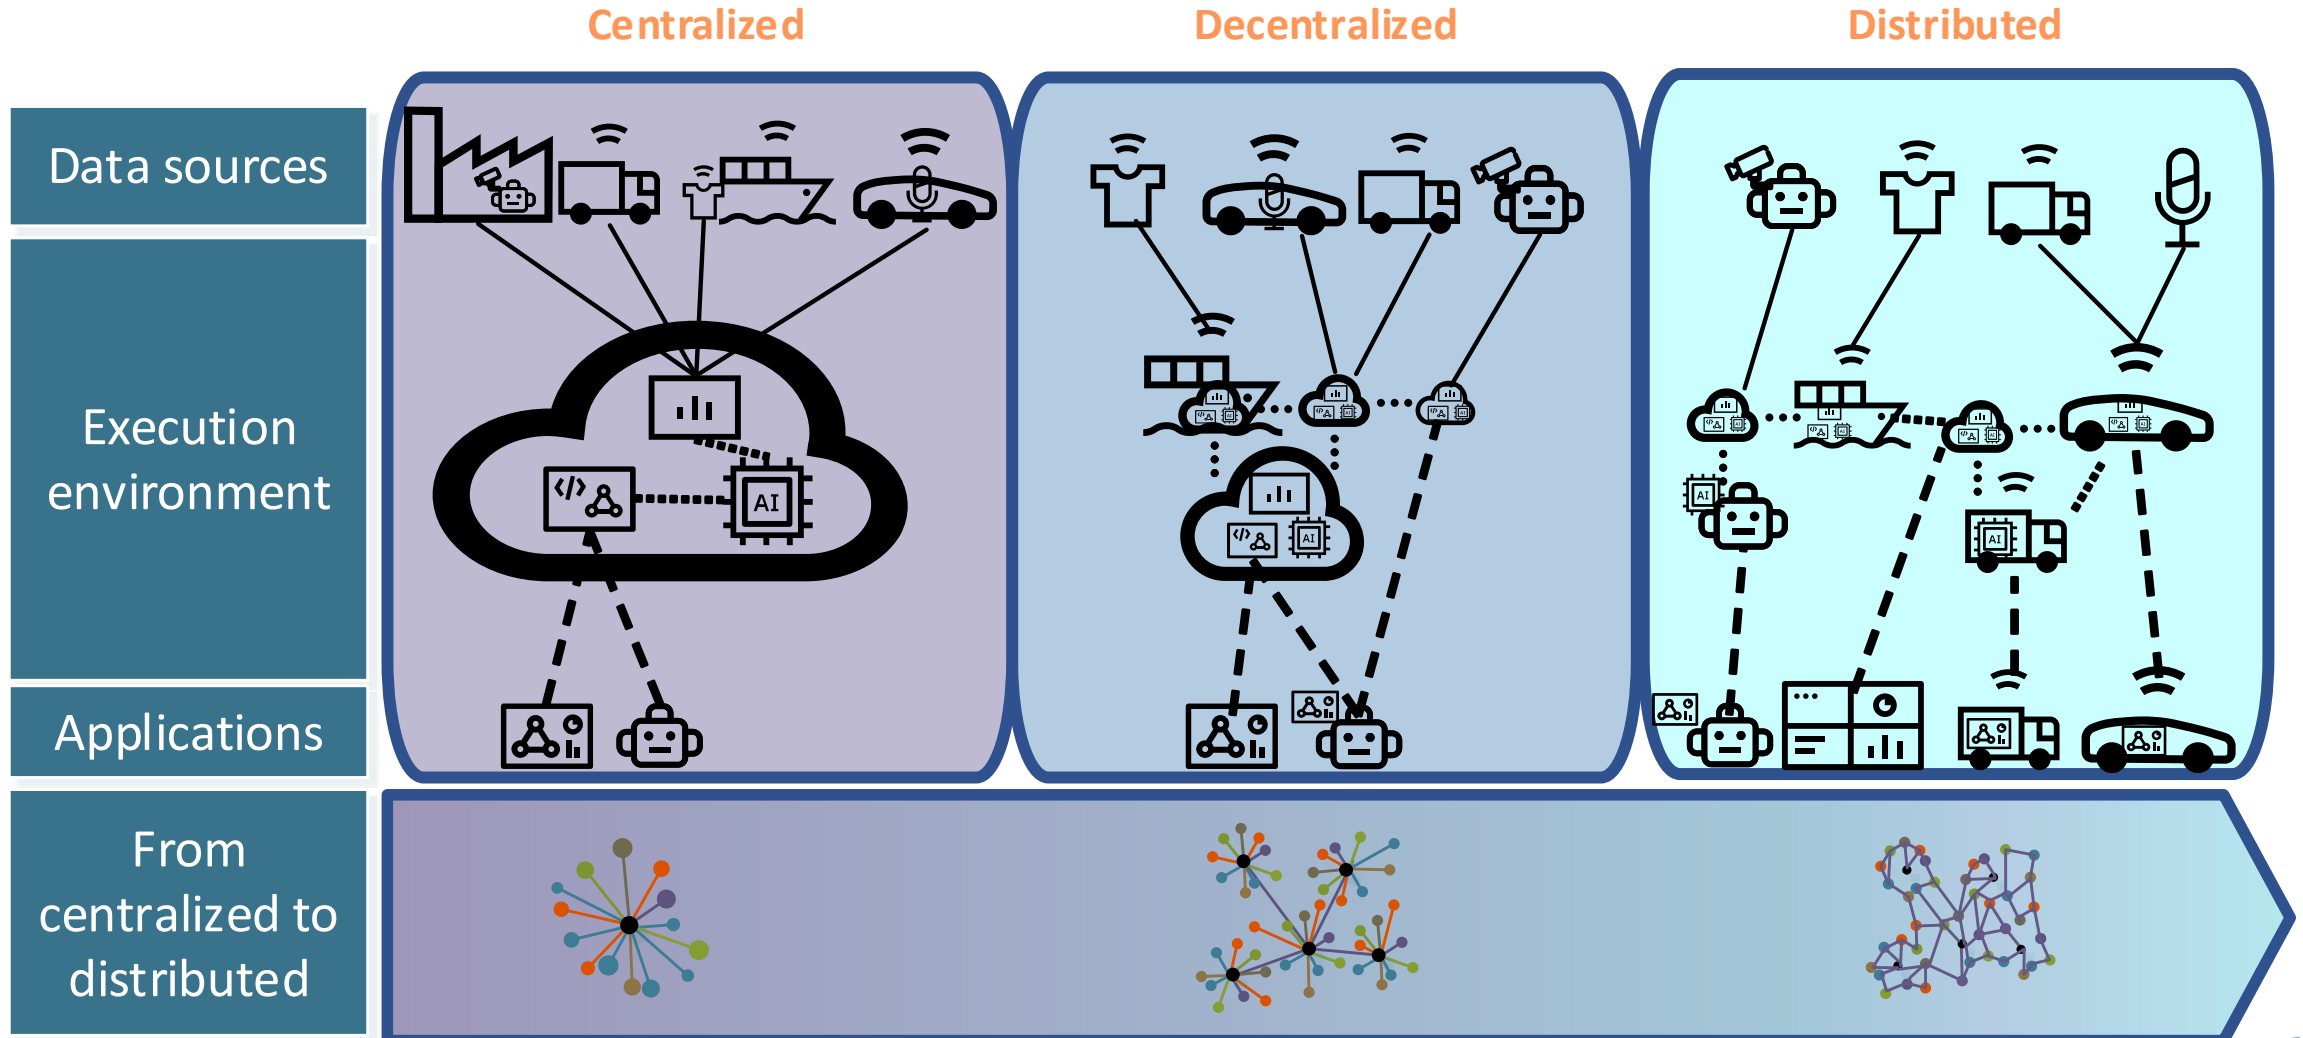 Centralized
Decentralized
Distributed
Data sources
Execution
environment
</>
AI
</>
AI
AI
AI
Applications
From
centralized to
distributed